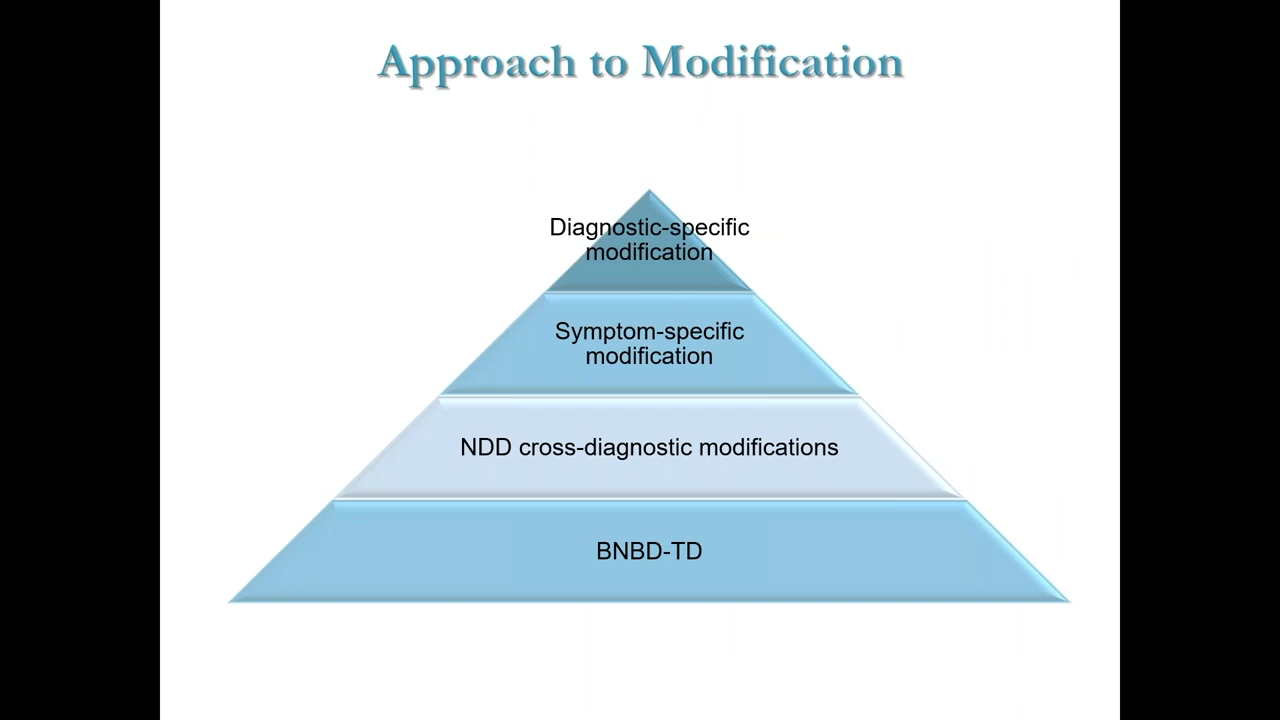 Approach to Modification
Diagnostic-specific
modification
Symptom-specific
modification
NDD cross-diagnostic modifications
BNBD-TD